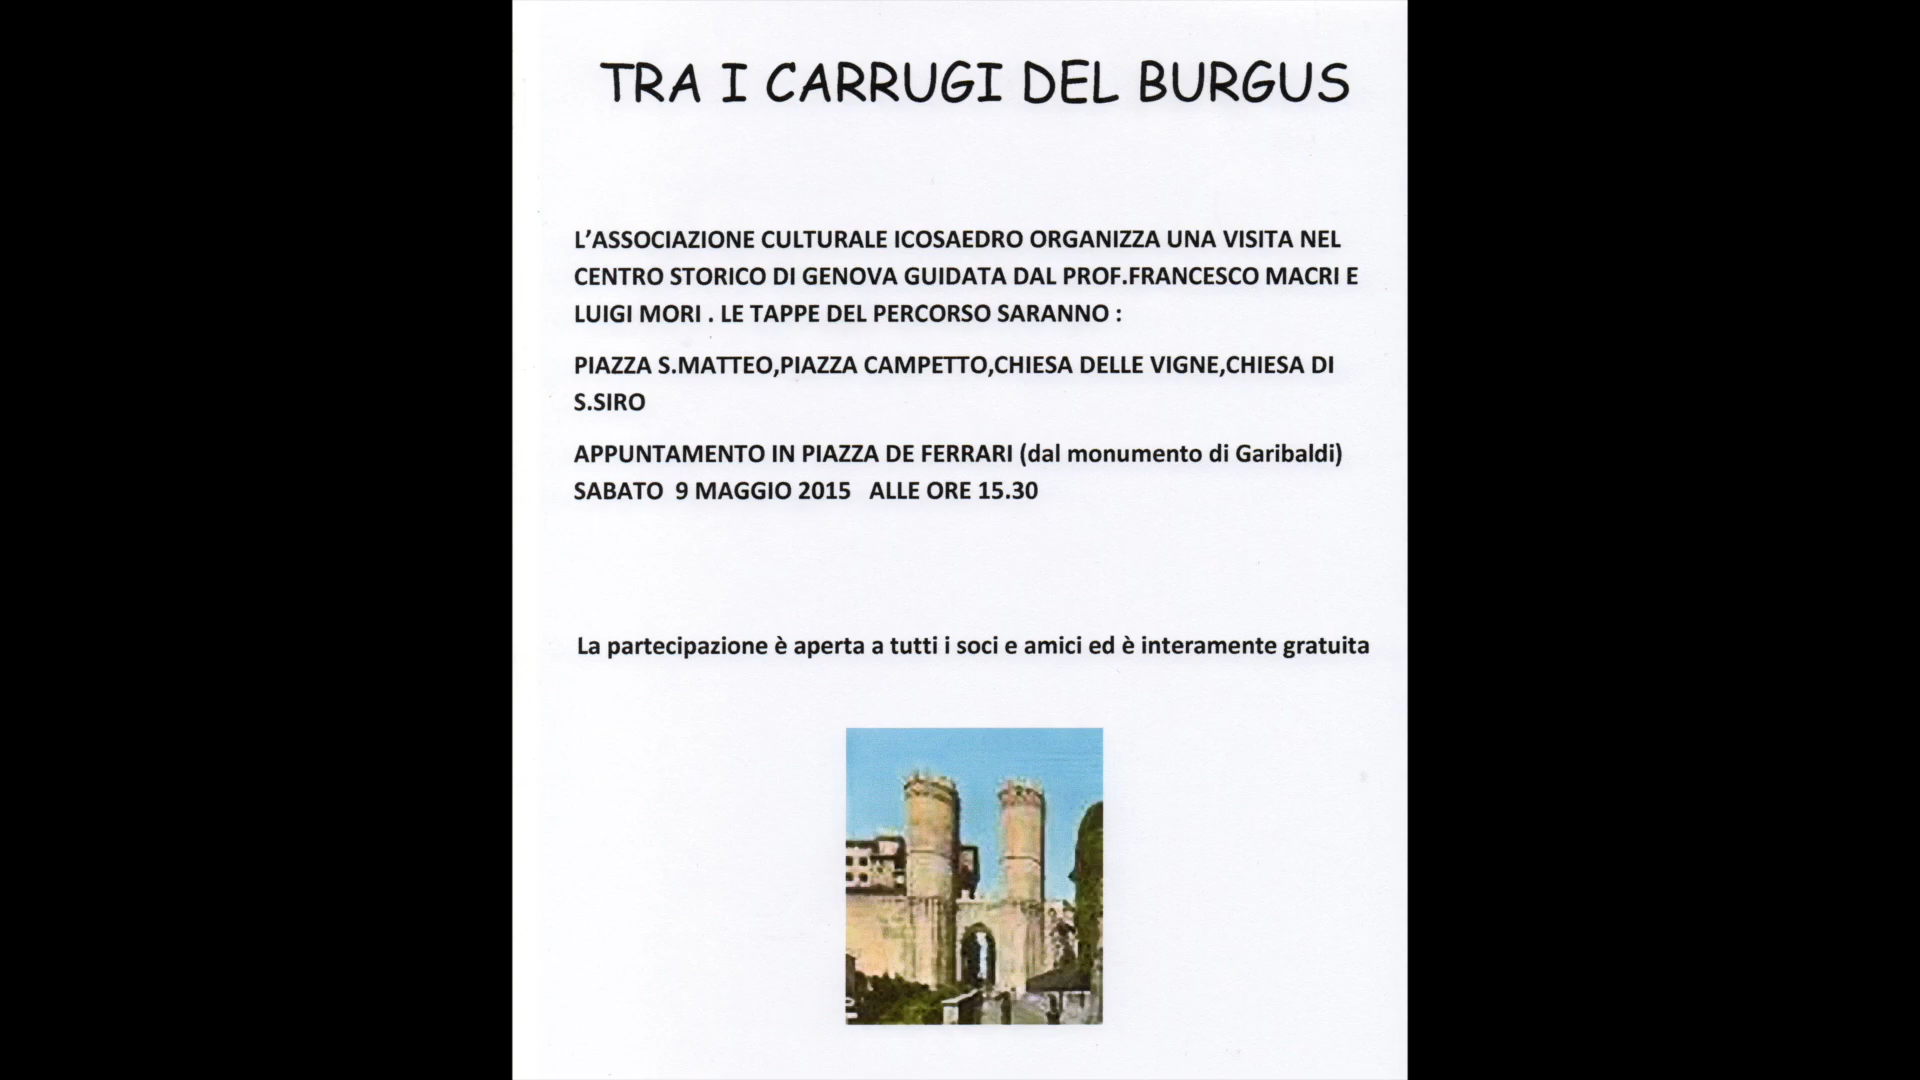 TRA I CARRUGI DEL BURGUS
L’ASSOCIAZIONE CULTURALE ICOSAEDRO ORGANIZZA UNA VISITA NEL
CENTRO STORICO DI GENOVA GUIDATA DAL PROF.FRANCESCO MACRI E
LUIGI MORI . LE TAPPE DEL PERCORSO SARANNO :
PIAZZA S.MATTEO,PIAZZA CAMPETTO,CHIESA DELLE VIGNE,CHIESA DI
S.SIRO
APPUNTAMENTO IN PIAZZA DE FERRARI (dal monumento di Garibaldi)
SABATO  9 MAGGIO 2015   ALLE ORE 15.30
La partecipazione è aperta a tutti i soci e amici ed è interamente gratuita